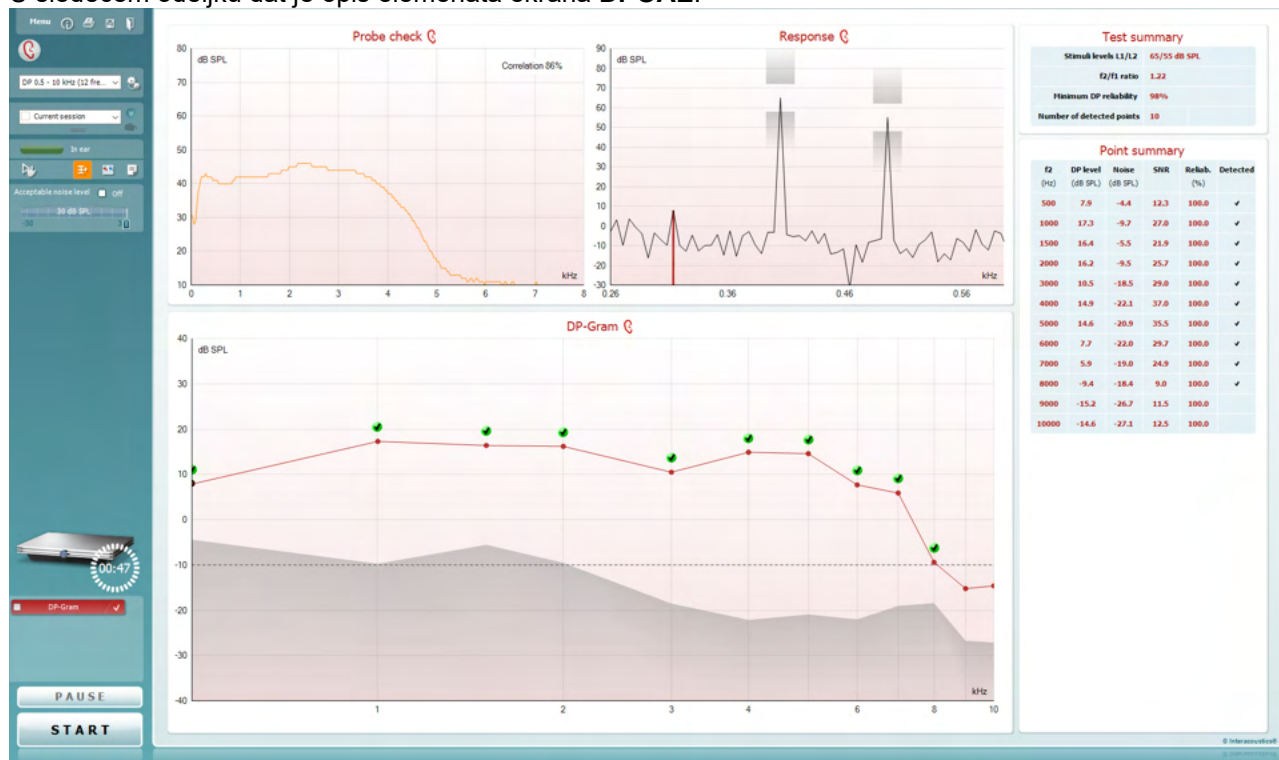 U sledećem odeljku dat je opis elemenata ekrana DPOAE.
Menu
DP 0.5 - 10 kHz (12 fre...
Current session
In ear
Acceptable noise level Off
30 dB SPL
-30
00:47
DP-Gram
PAUSE
START
Probe check
dB SPL
Correlation 86%
80
70
60
50
40
30
20
10
kHz
0 1 2 3 4 5 6 7 8
Response
dB SPL
90
80
70
60
50
40
30
20
10
0
-10
-20
-30
kHz
0.26 0.36 0.46 0.56
DP-Gram
dB SPL
40
30
20
10
0
-10
-20
-30
-40
kHz
1 2 3 4 6 8 10
Test summary
Stimuli levels L1/L2 65/55 dB SPL
f2/f1 ratio 1.22
Minimum DP reliability 98%
Number of detected points 10
Point summary
f2 DP level Noise SNR Reliab. Detected
(Hz) (dB SPL) (dB SPL) (%)
500 7.9 -4.4 12.3 100.0 ✔
1000 17.3 -9.7 27.0 100.0 ✔
1500 16.4 -5.5 21.9 100.0 ✔
2000 16.2 -9.5 25.7 100.0 ✔
3000 10.5 -18.5 29.0 100.0 ✔
4000 14.9 -22.1 37.0 100.0 ✔
5000 14.6 -20.9 35.5 100.0 ✔
6000 7.7 -22.0 29.7 100.0 ✔
7000 5.9 -19.0 24.9 100.0 ✔
8000 -9.4 -18.4 9.0 100.0 ✔
9000 -15.2 -26.7 11.5 100.0
10000 -14.6 -27.1 12.5 100.0
© Interacoustics®